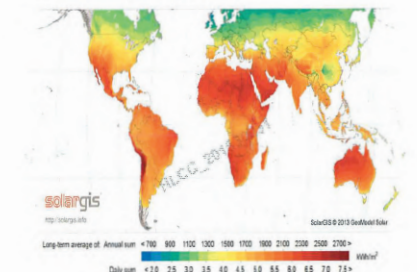 solargis
http://solargis.info
SolarGIS © 2013 GeoModel Solar
Long-term average of: Annual sum < 700 900 1100 1300 1500 1700 1900 2100 2300 2500 2700 > kWh/m²
Daily sum < 2.0 2.5 3.0 3.5 4.0 4.5 5.0 5.5 6.0 6.5 7.0 7.5 >